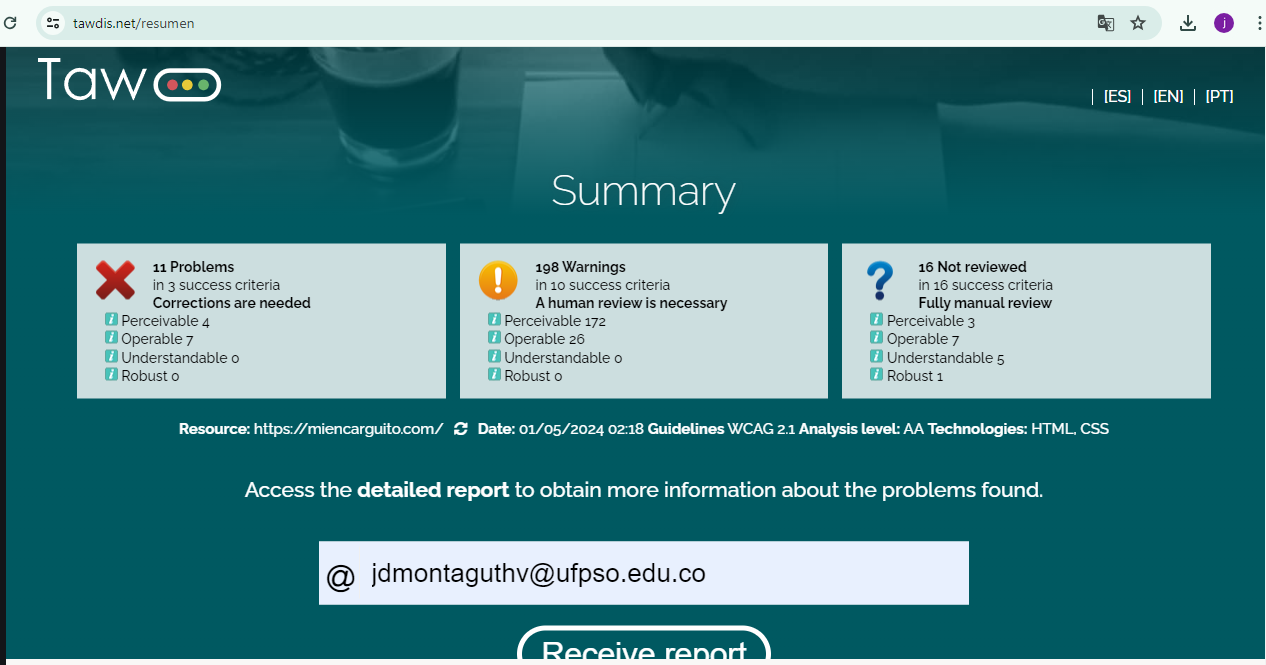 tawdis.net/resumen
j
Taw
[ES] [EN] [PT]
Summary
11 Problems
in 3 success criteria
Corrections are needed
Perceivable 4
Operable 7
Understandable 0
Robust 0
198 Warnings
in 10 success criteria
A human review is necessary
Perceivable 172
Operable 26
Understandable 0
Robust 0
16 Not reviewed
in 16 success criteria
Fully manual review
Perceivable 3
Operable 7
Understandable 5
Robust 1
Resource: https://miencarguito.com/ Date: 01/05/2024 02:18 Guidelines WCAG 2.1 Analysis level: AA Technologies: HTML, CSS
Access the detailed report to obtain more information about the problems found.
@ jdmontaguthv@ufpso.edu.co
Receive report